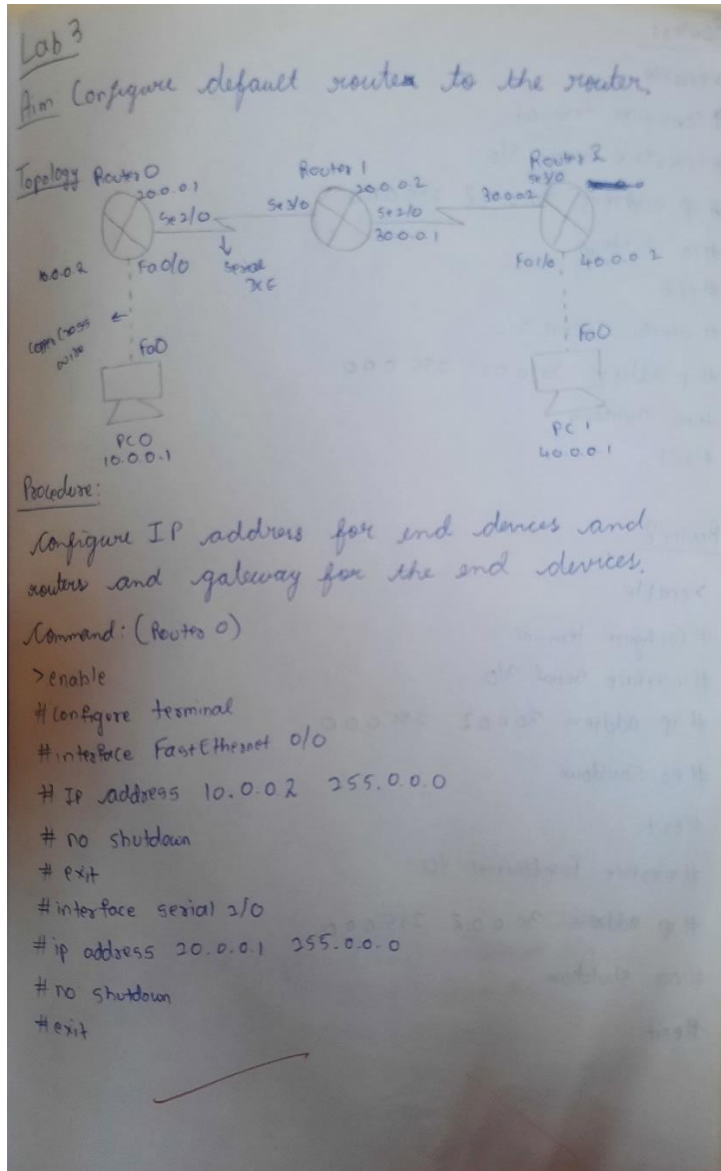 Lab 3
Aim Configure default route to the router.
Topology Router 0
20.0.0.1
Se2/0
Router 1
Se3/0
20.0.0.2
Se2/0
30.0.0.1
Router 2
Se3/0
30.0.0.2
10.0.0.2
Fa0/0
Serial
Fa1/0 40.0.0.2
Cross
wire
Fa0
Fa0
PC0
10.0.0.1
PC 1
40.0.0.1
Procedure:
Configure IP address for end devices and
routers and gateway for the end devices.
Command: (Router 0)
>enable
#configure terminal
#interface FastEthernet 0/0
# Ip address 10.0.0.2 255.0.0.0
# no shutdown
# exit
#interface serial 2/0
#ip address 20.0.0.1 255.0.0.0
#no shutdown
#exit